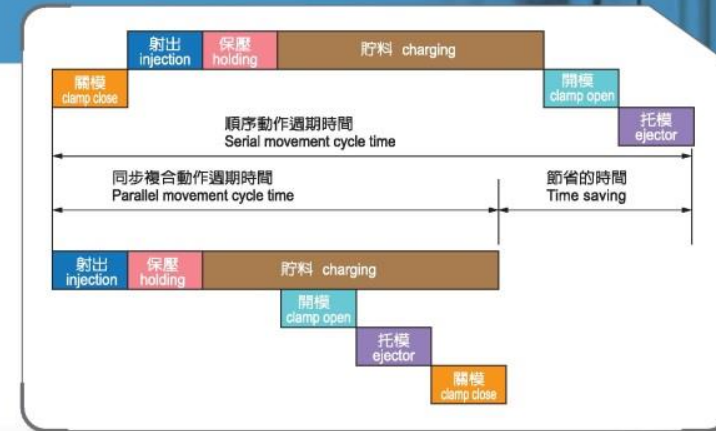 射出
injection
保壓
holding
貯料 charging
關模
clamp close
開模
clamp open
托模
ejector
順序動作週期時間
Serial movement cycle time
同步複合動作週期時間
Parallel movement cycle time
節省的時間
Time saving
射出
injection
保壓
holding
貯料 charging
開模
clamp open
托模
ejector
關模
clamp close